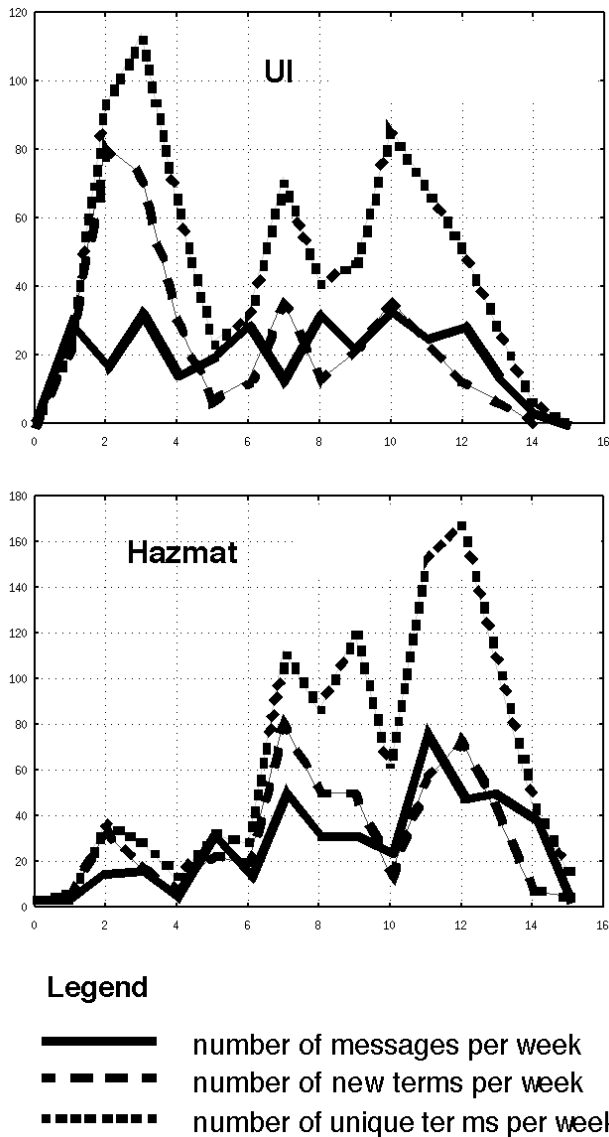 120
UI
100
80
60
40
20
0
0 2 4 6 8 10 12 14 16
180
160
Hazmat
140
120
100
80
60
40
20
0
0 2 4 6 8 10 12 14 16
Legend
number of messages per week
number of new terms per week
number of unique ter ms per weel